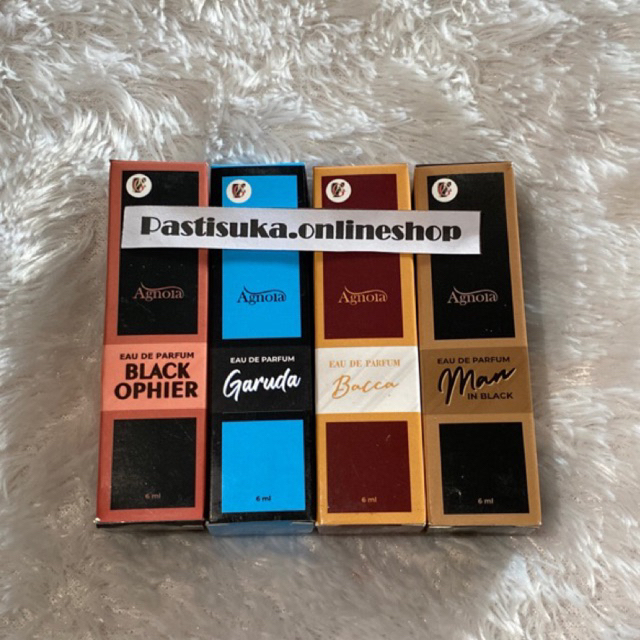 Pastisuka.onlineshop
Agnoia
EAU DE PARFUM
BLACK
OPHIER
6 ml
Agnoia
EAU DE PARFUM
Garuda
6 ml
Agnoia
EAU DE PARFUM
Bacca
6 ml
Agnoia
EAU DE PARFUM
Man
IN BLACK
6 ml